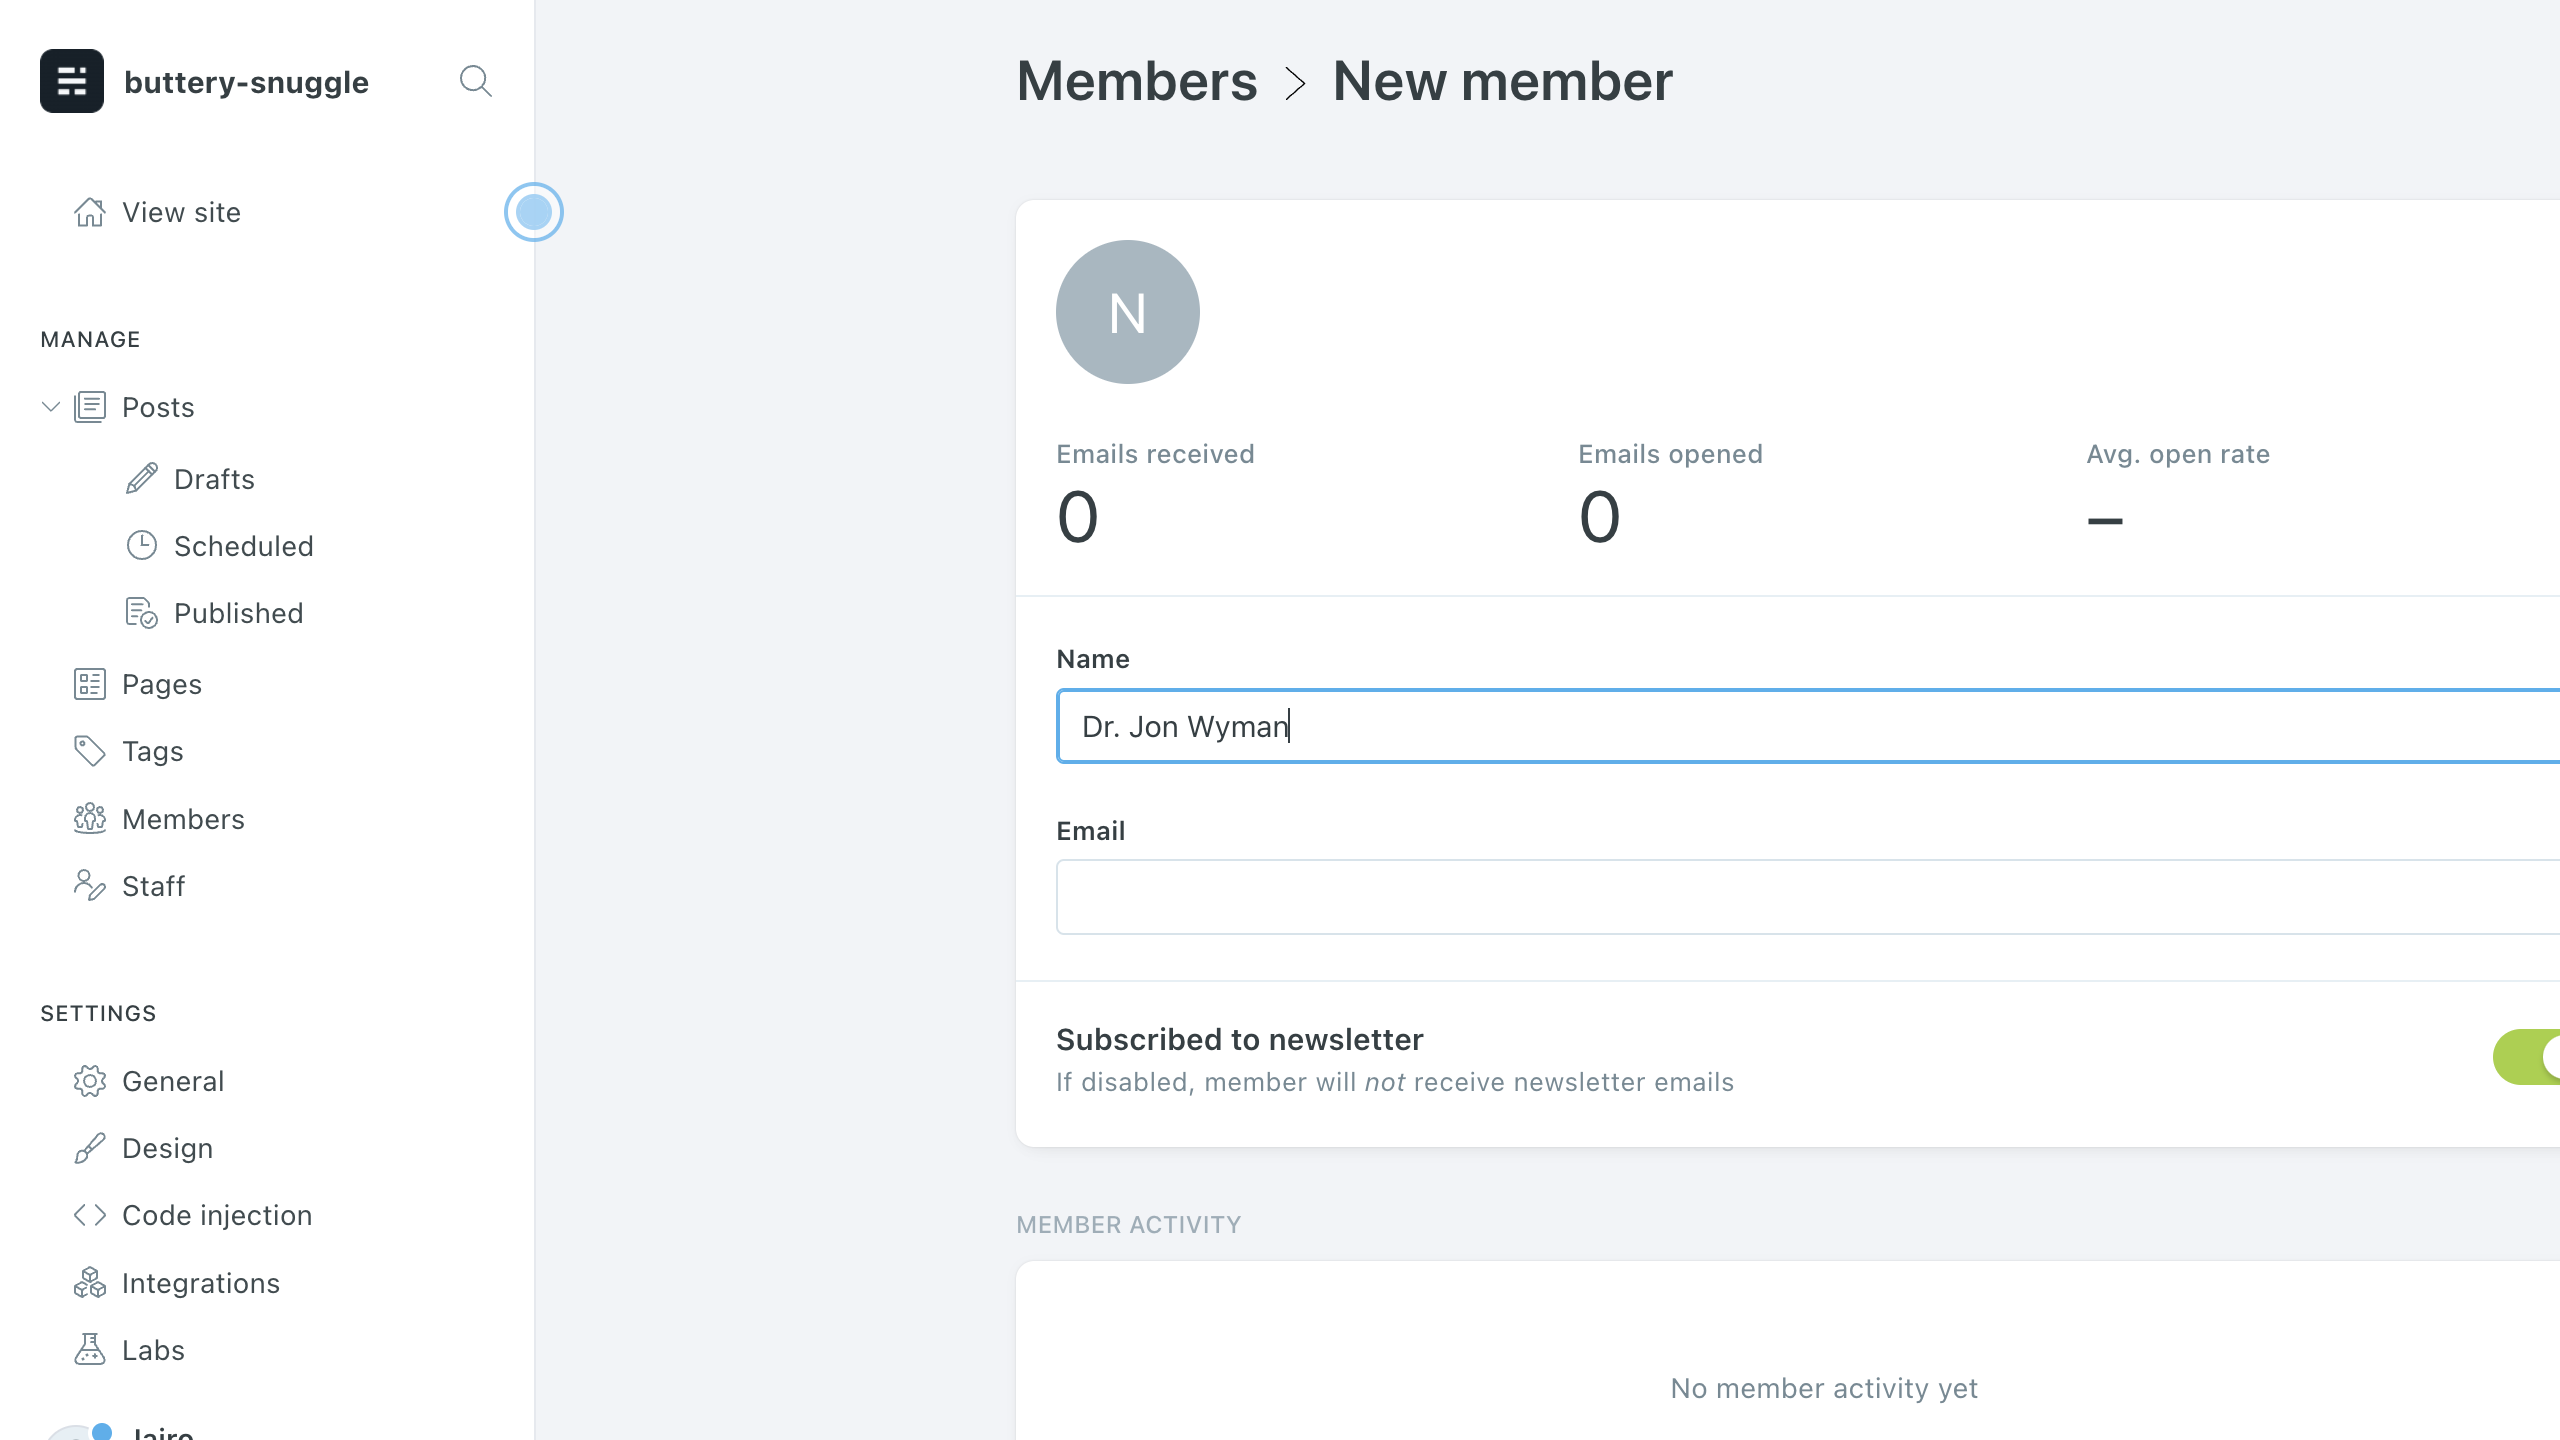 buttery-snuggle
View site
MANAGE
Posts
Drafts
Scheduled
Published
Pages
Tags
Members
Staff
SETTINGS
General
Design
Code injection
Integrations
Labs
Members > New member
N
Emails received
0
Emails opened
0
Avg. open rate
–
Name
Dr. Jon Wyman
Email
Subscribed to newsletter
If disabled, member will not receive newsletter emails
MEMBER ACTIVITY
No member activity yet